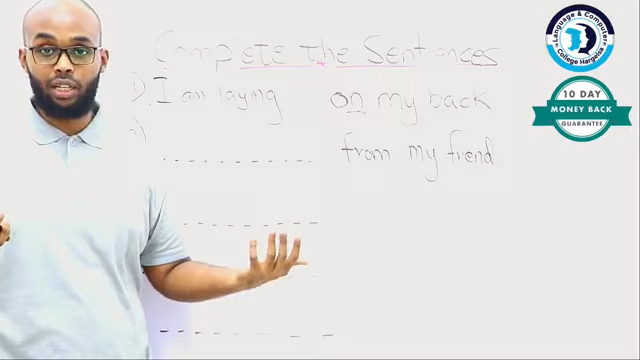 Complete The Sentences
1) I am laying on my back
2) ............ from my friend.
Language & Computer
College Hargeisa
10 DAY
MONEY BACK
GUARANTEE